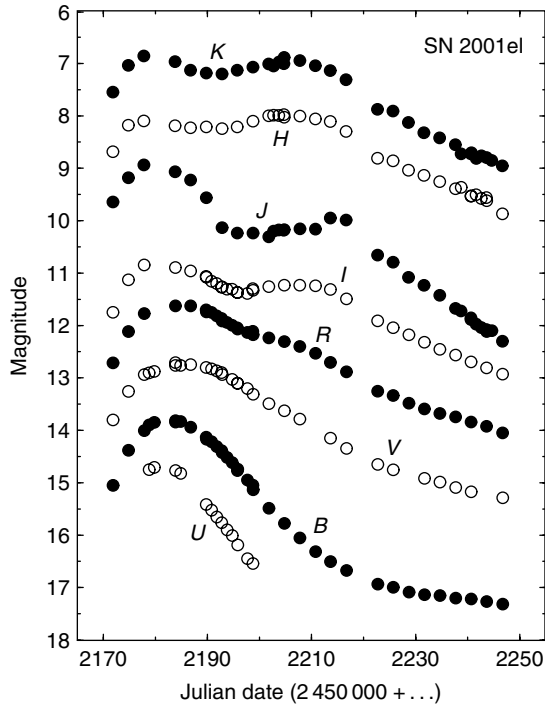 SN 2001el
K
H
J
I
R
V
B
U
Magnitude
6
7
8
9
10
11
12
13
14
15
16
17
18
2170
2190
2210
2230
2250
Julian date (2 450 000 + . . .)